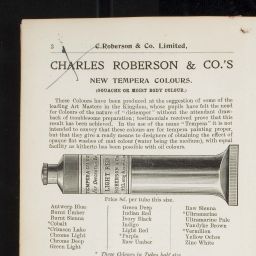 2 C. Roberson & Co. Limited,
CHARLES ROBERSON & CO.'S
NEW TEMPERA COLOURS.
(GOUACHE OR MOIST BODY COLOUR.)
These Colours have been produced at the suggestion of some of the
leading Art Masters in the Kingdom, whose pupils have felt the need
for Colours of the nature of "distemper" without the attendant draw-
back of troublesome preparation; testimonials received prove that this
result has been achieved. In the use of the name "Tempera" it is not
intended to convey that these colours are for tempera painting proper,
but that they give a ready means to designers of obtaining the effect of
opaque flat washes of mat colour (water being the medium), with equal
facility as hitherto has been possible with oil colours.
TEMPERA
LIGHT RED
Price 8d. per tube this size.
Antwerp Blue
Burnt Umber
Burnt Sienna
*Cobalt
*Crimson Lake
Chrome Light
Chrome Deep
Green Light
Green Deep
Indian Red
Ivory Black
Indigo
Light Red
*Purple
Raw Umber
Raw Sienna
*Ultramarine
Ultramarine Pale
Vandyke Brown
*Vermilion
Yellow Ochre
Zinc White
* These Colours in Tubes half size